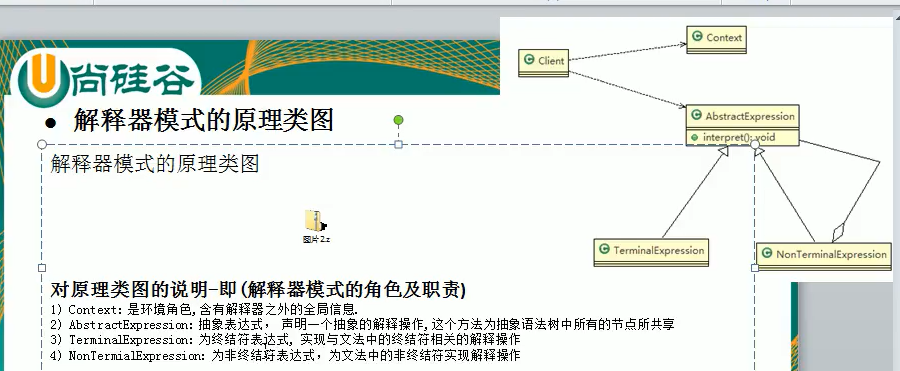 尚硅谷
● 解释器模式的原理类图
解释器模式的原理类图
图片2.z
Client
Context
AbstractExpression
interpret(): void
TerminalExpression
NonTerminalExpression
对原理类图的说明-即(解释器模式的角色及职责)
1) Context: 是环境角色,含有解释器之外的全局信息.
2) AbstractExpression: 抽象表达式， 声明一个抽象的解释操作,这个方法为抽象语法树中所有的节点所共享
3) TerminalExpression: 为终结符表达式, 实现与文法中的终结符相关的解释操作
4) NonTermialExpression: 为非终结符表达式，为文法中的非终结符实现解释操作